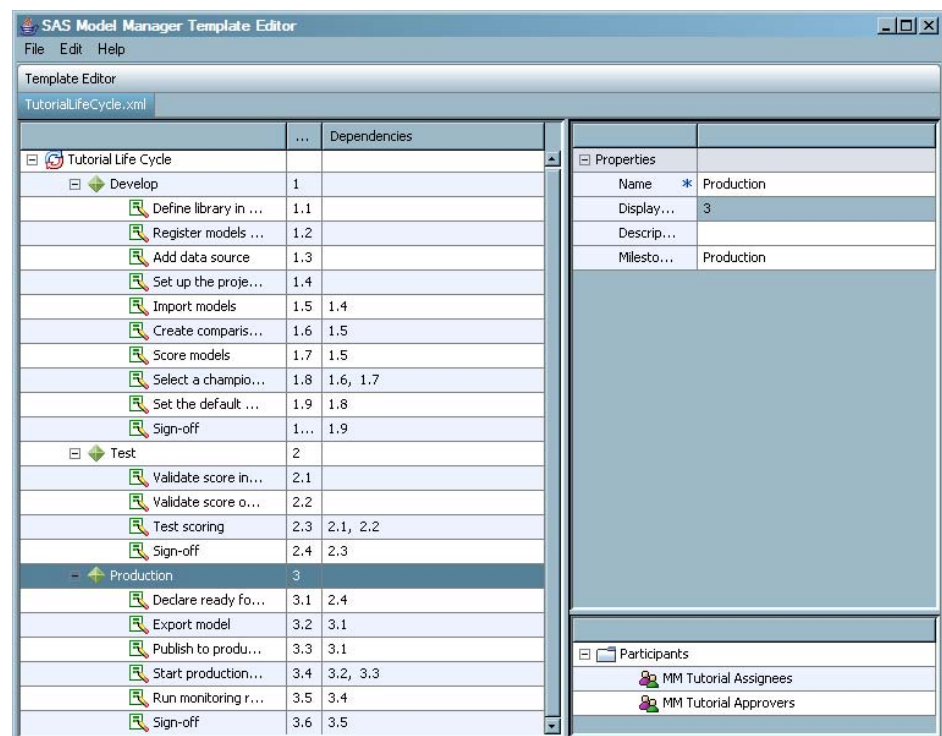 SAS Model Manager Template Editor
File Edit Help
Template Editor
TutorialLifeCycle.xml
... Dependencies
Tutorial Life Cycle
Develop 1
Define library in ... 1.1
Register models ... 1.2
Add data source 1.3
Set up the proje... 1.4
Import models 1.5 1.4
Create comparis... 1.6 1.5
Score models 1.7 1.5
Select a champio... 1.8 1.6, 1.7
Set the default ... 1.9 1.8
Sign-off 1... 1.9
Test 2
Validate score in... 2.1
Validate score o... 2.2
Test scoring 2.3 2.1, 2.2
Sign-off 2.4 2.3
Production 3
Declare ready fo... 3.1 2.4
Export model 3.2 3.1
Publish to produ... 3.3 3.1
Start production... 3.4 3.2, 3.3
Run monitoring r... 3.5 3.4
Sign-off 3.6 3.5
Properties
Name * Production
Display... 3
Descrip...
Milesto... Production
Participants
MM Tutorial Assignees
MM Tutorial Approvers